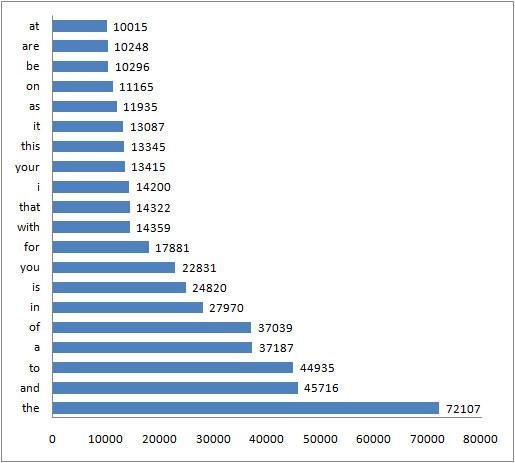 at 10015
are 10248
be 10296
on 11165
as 11935
it 13087
this 13345
your 13415
i 14200
that 14322
with 14359
for 17881
you 22831
is 24820
in 27970
of 37039
a 37187
to 44935
and 45716
the 72107
0 10000 20000 30000 40000 50000 60000 70000 80000